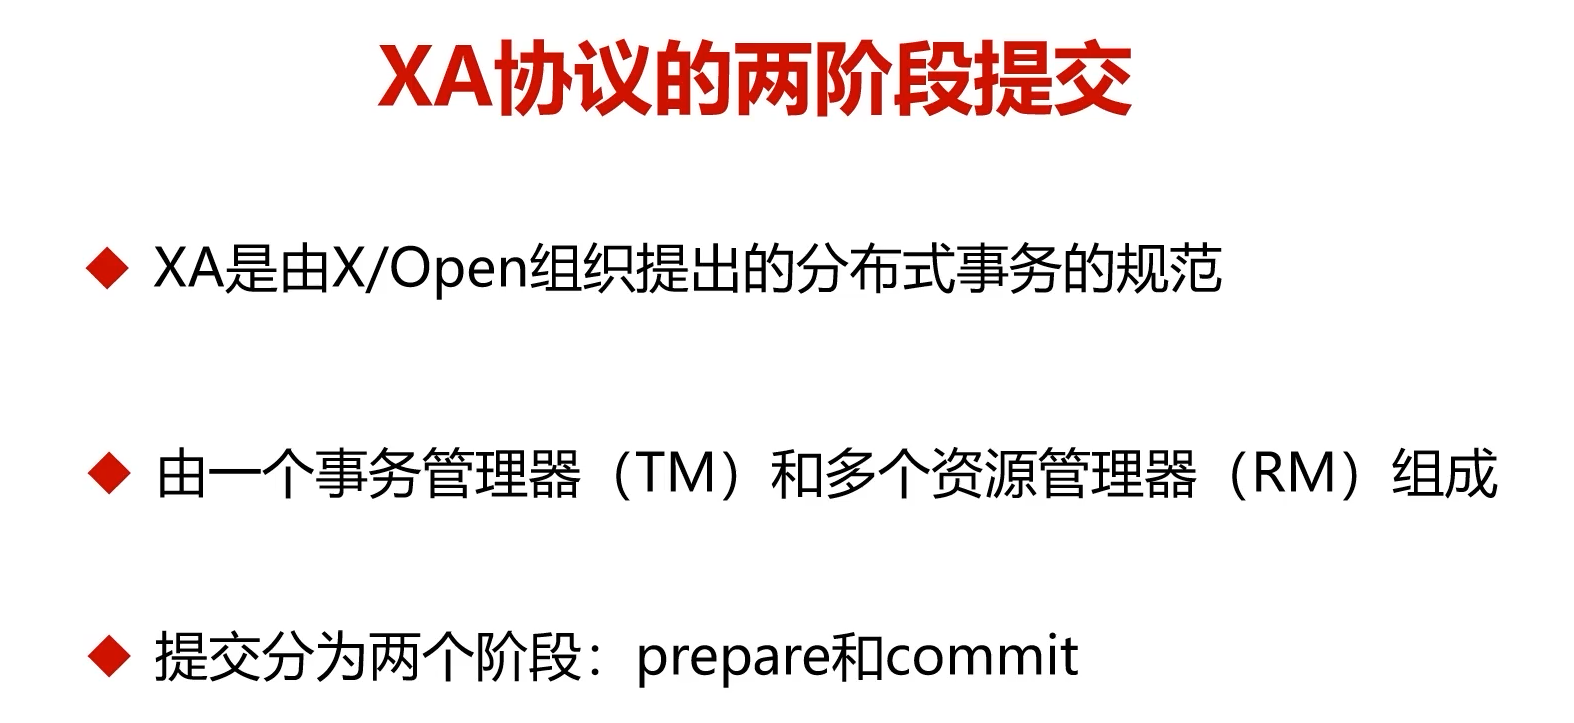 XA协议的两阶段提交
XA是由X/Open组织提出的分布式事务的规范
由一个事务管理器（TM）和多个资源管理器（RM）组成
提交分为两个阶段：prepare和commit